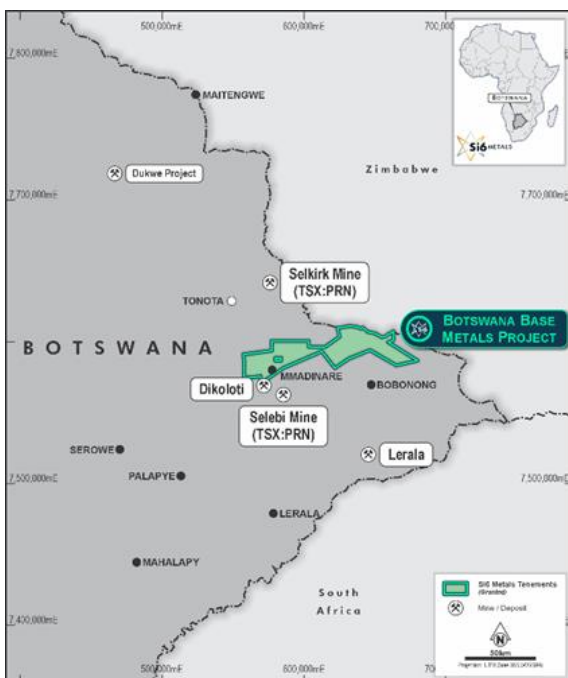 500,000mE
600,000mE
700,
7,800,000mE
MAITENGWE
BOTSWANA
Si6 METALS
Dukwe Project
Zimbabwe
7,700,000mE
7,700,000mE
Selkirk Mine
(TSX:PRN)
TONOTA
BOTSWANA BASE
METALS PROJECT
BOTSWANA
MMADINARE
Dikoloti
BOBONONG
Selebi Mine
(TSX:PRN)
SEROWE
Lerala
PALAPYE
7,500,000mE
7,500,000mE
LERALA
MAHALAPY
South
Africa
Si6 Metals Tenements
(Granted)
Mine / Deposit
N
50km
7,400,000mE
500,000mE
600,000mE
700,